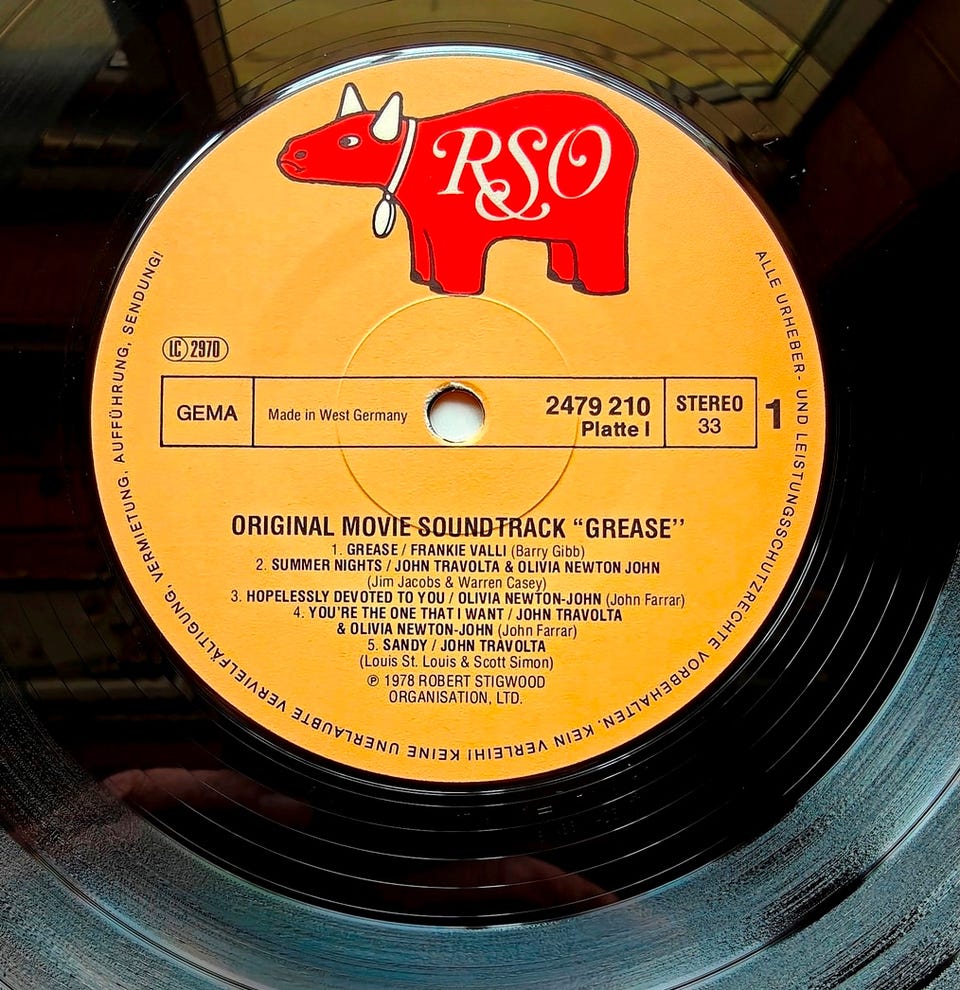 RSO
LC 2970
GEMA
Made in West Germany
2479 210
Platte I
STEREO
33
1
ORIGINAL MOVIE SOUNDTRACK “GREASE’’
1. GREASE / FRANKIE VALLI (Barry Gibb)
2. SUMMER NIGHTS / JOHN TRAVOLTA & OLIVIA NEWTON JOHN
(Jim Jacobs & Warren Casey)
3. HOPELESSLY DEVOTED TO YOU / OLIVIA NEWTON-JOHN (John Farrar)
4. YOU'RE THE ONE THAT I WANT / JOHN TRAVOLTA
& OLIVIA NEWTON-JOHN (John Farrar)
5. SANDY / JOHN TRAVOLTA
(Louis St. Louis & Scott Simon)
℗ 1978 ROBERT STIGWOOD
ORGANISATION, LTD.
ALLE URHEBER- UND LEISTUNGSSCHUTZRECHTE VORBEHALTEN. KEIN VERLEIH! KEINE UNERLAUBTE VERVIELFÄLTIGUNG, VERMIETUNG, AUFFÜHRUNG, SENDUNG!